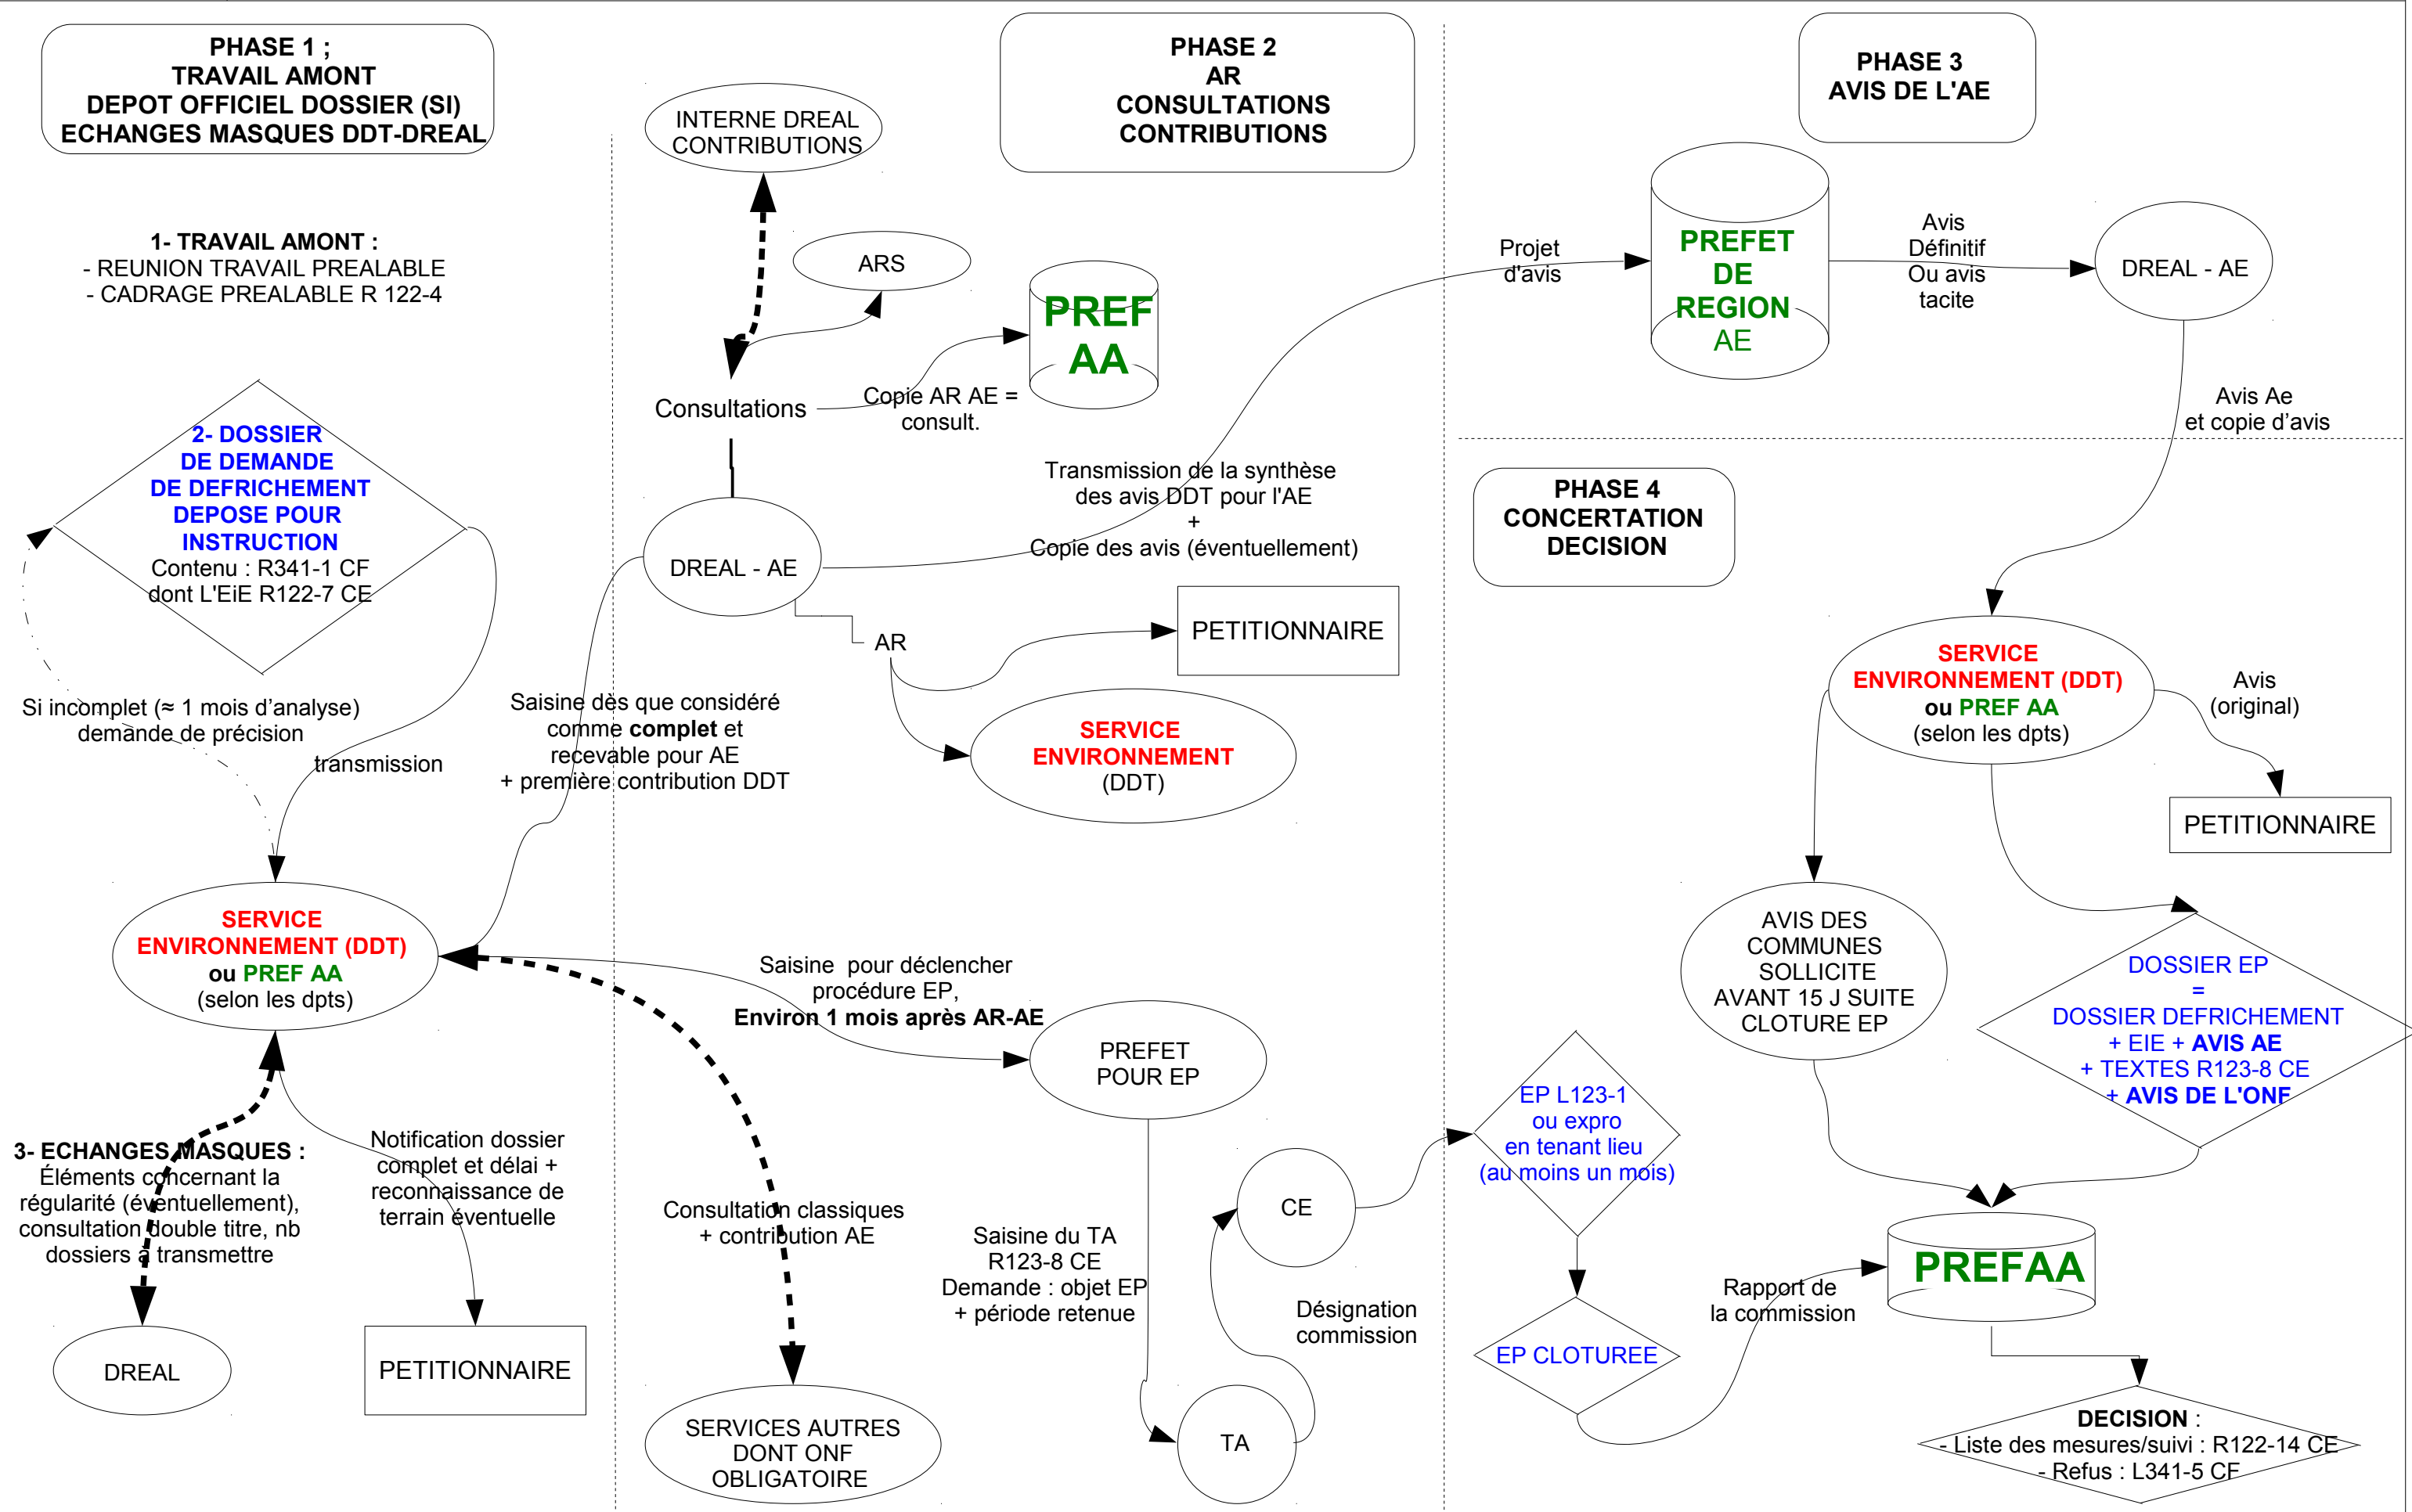 PHASE 1 ;
TRAVAIL AMONT
DEPOT OFFICIEL DOSSIER (SI)
ECHANGES MASQUES DDT-DREAL
1- TRAVAIL AMONT :
- REUNION TRAVAIL PREALABLE
- CADRAGE PREALABLE R 122-4
2- DOSSIER
DE DEMANDE
DE DEFRICHEMENT
DEPOSE POUR
INSTRUCTION
Contenu : R341-1 CF
dont L'EiE R122-7 CE
Si incomplet (≈ 1 mois d’analyse)
demande de précision
transmission
SERVICE
ENVIRONNEMENT (DDT)
ou PREF AA
(selon les dpts)
3- ECHANGES MASQUES :
Éléments concernant la
régularité (éventuellement),
consultation double titre, nb
dossiers à transmettre
Notification dossier
complet et délai +
reconnaissance de
terrain éventuelle
DREAL
PETITIONNAIRE
PHASE 2
AR
CONSULTATIONS
CONTRIBUTIONS
INTERNE DREAL
CONTRIBUTIONS
ARS
PREF
AA
Consultations
Copie AR AE =
consult.
Transmission de la synthèse
des avis DDT pour l'AE
+
Copie des avis (éventuellement)
DREAL - AE
AR
PETITIONNAIRE
Saisine dès que considéré
comme complet et
recevable pour AE
+ première contribution DDT
SERVICE
ENVIRONNEMENT
(DDT)
Saisine  pour déclencher
procédure EP,
Environ 1 mois après AR-AE
PREFET
POUR EP
Consultation classiques
+ contribution AE
Saisine du TA
R123-8 CE
Demande : objet EP
+ période retenue
CE
Désignation
commission
SERVICES AUTRES
DONT ONF
OBLIGATOIRE
TA
PHASE 3
AVIS DE L'AE
Projet
d'avis
PREFET
DE
REGION
AE
Avis
Définitif
Ou avis
tacite
DREAL - AE
Avis Ae
et copie d’avis
PHASE 4
CONCERTATION
DECISION
SERVICE
ENVIRONNEMENT (DDT)
ou PREF AA
(selon les dpts)
Avis
(original)
PETITIONNAIRE
AVIS DES
COMMUNES
SOLLICITE
AVANT 15 J SUITE
CLOTURE EP
DOSSIER EP
=
DOSSIER DEFRICHEMENT
+ EIE + AVIS AE
+ TEXTES R123-8 CE
+ AVIS DE L'ONF
EP L123-1
ou expro
en tenant lieu
(au moins un mois)
EP CLOTUREE
Rapport de
la commission
PREFAA
DECISION :
- Liste des mesures/suivi : R122-14 CE
- Refus : L341-5 CF